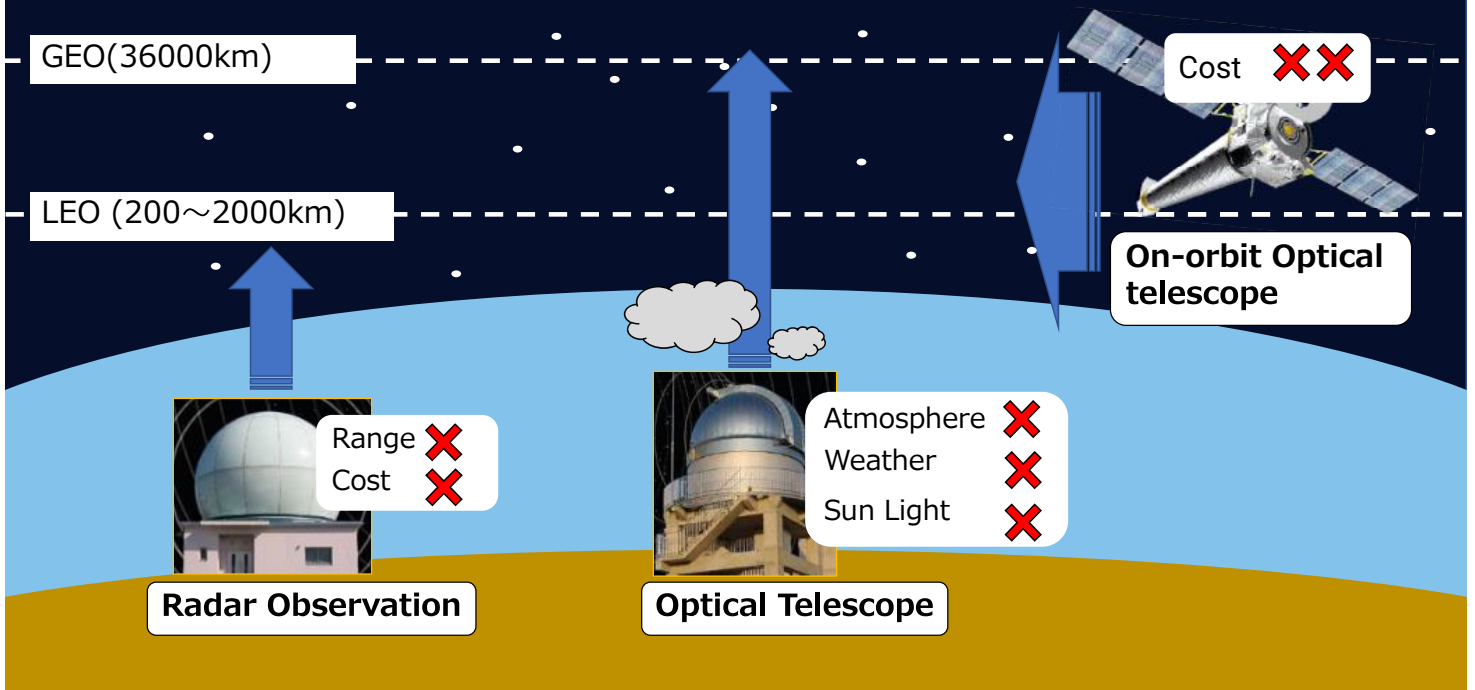 GEO(36000km)
Cost
LEO (200～2000km)
On-orbit Optical
telescope
Range
Cost
Atmosphere
Weather
Sun Light
Radar Observation
Optical Telescope